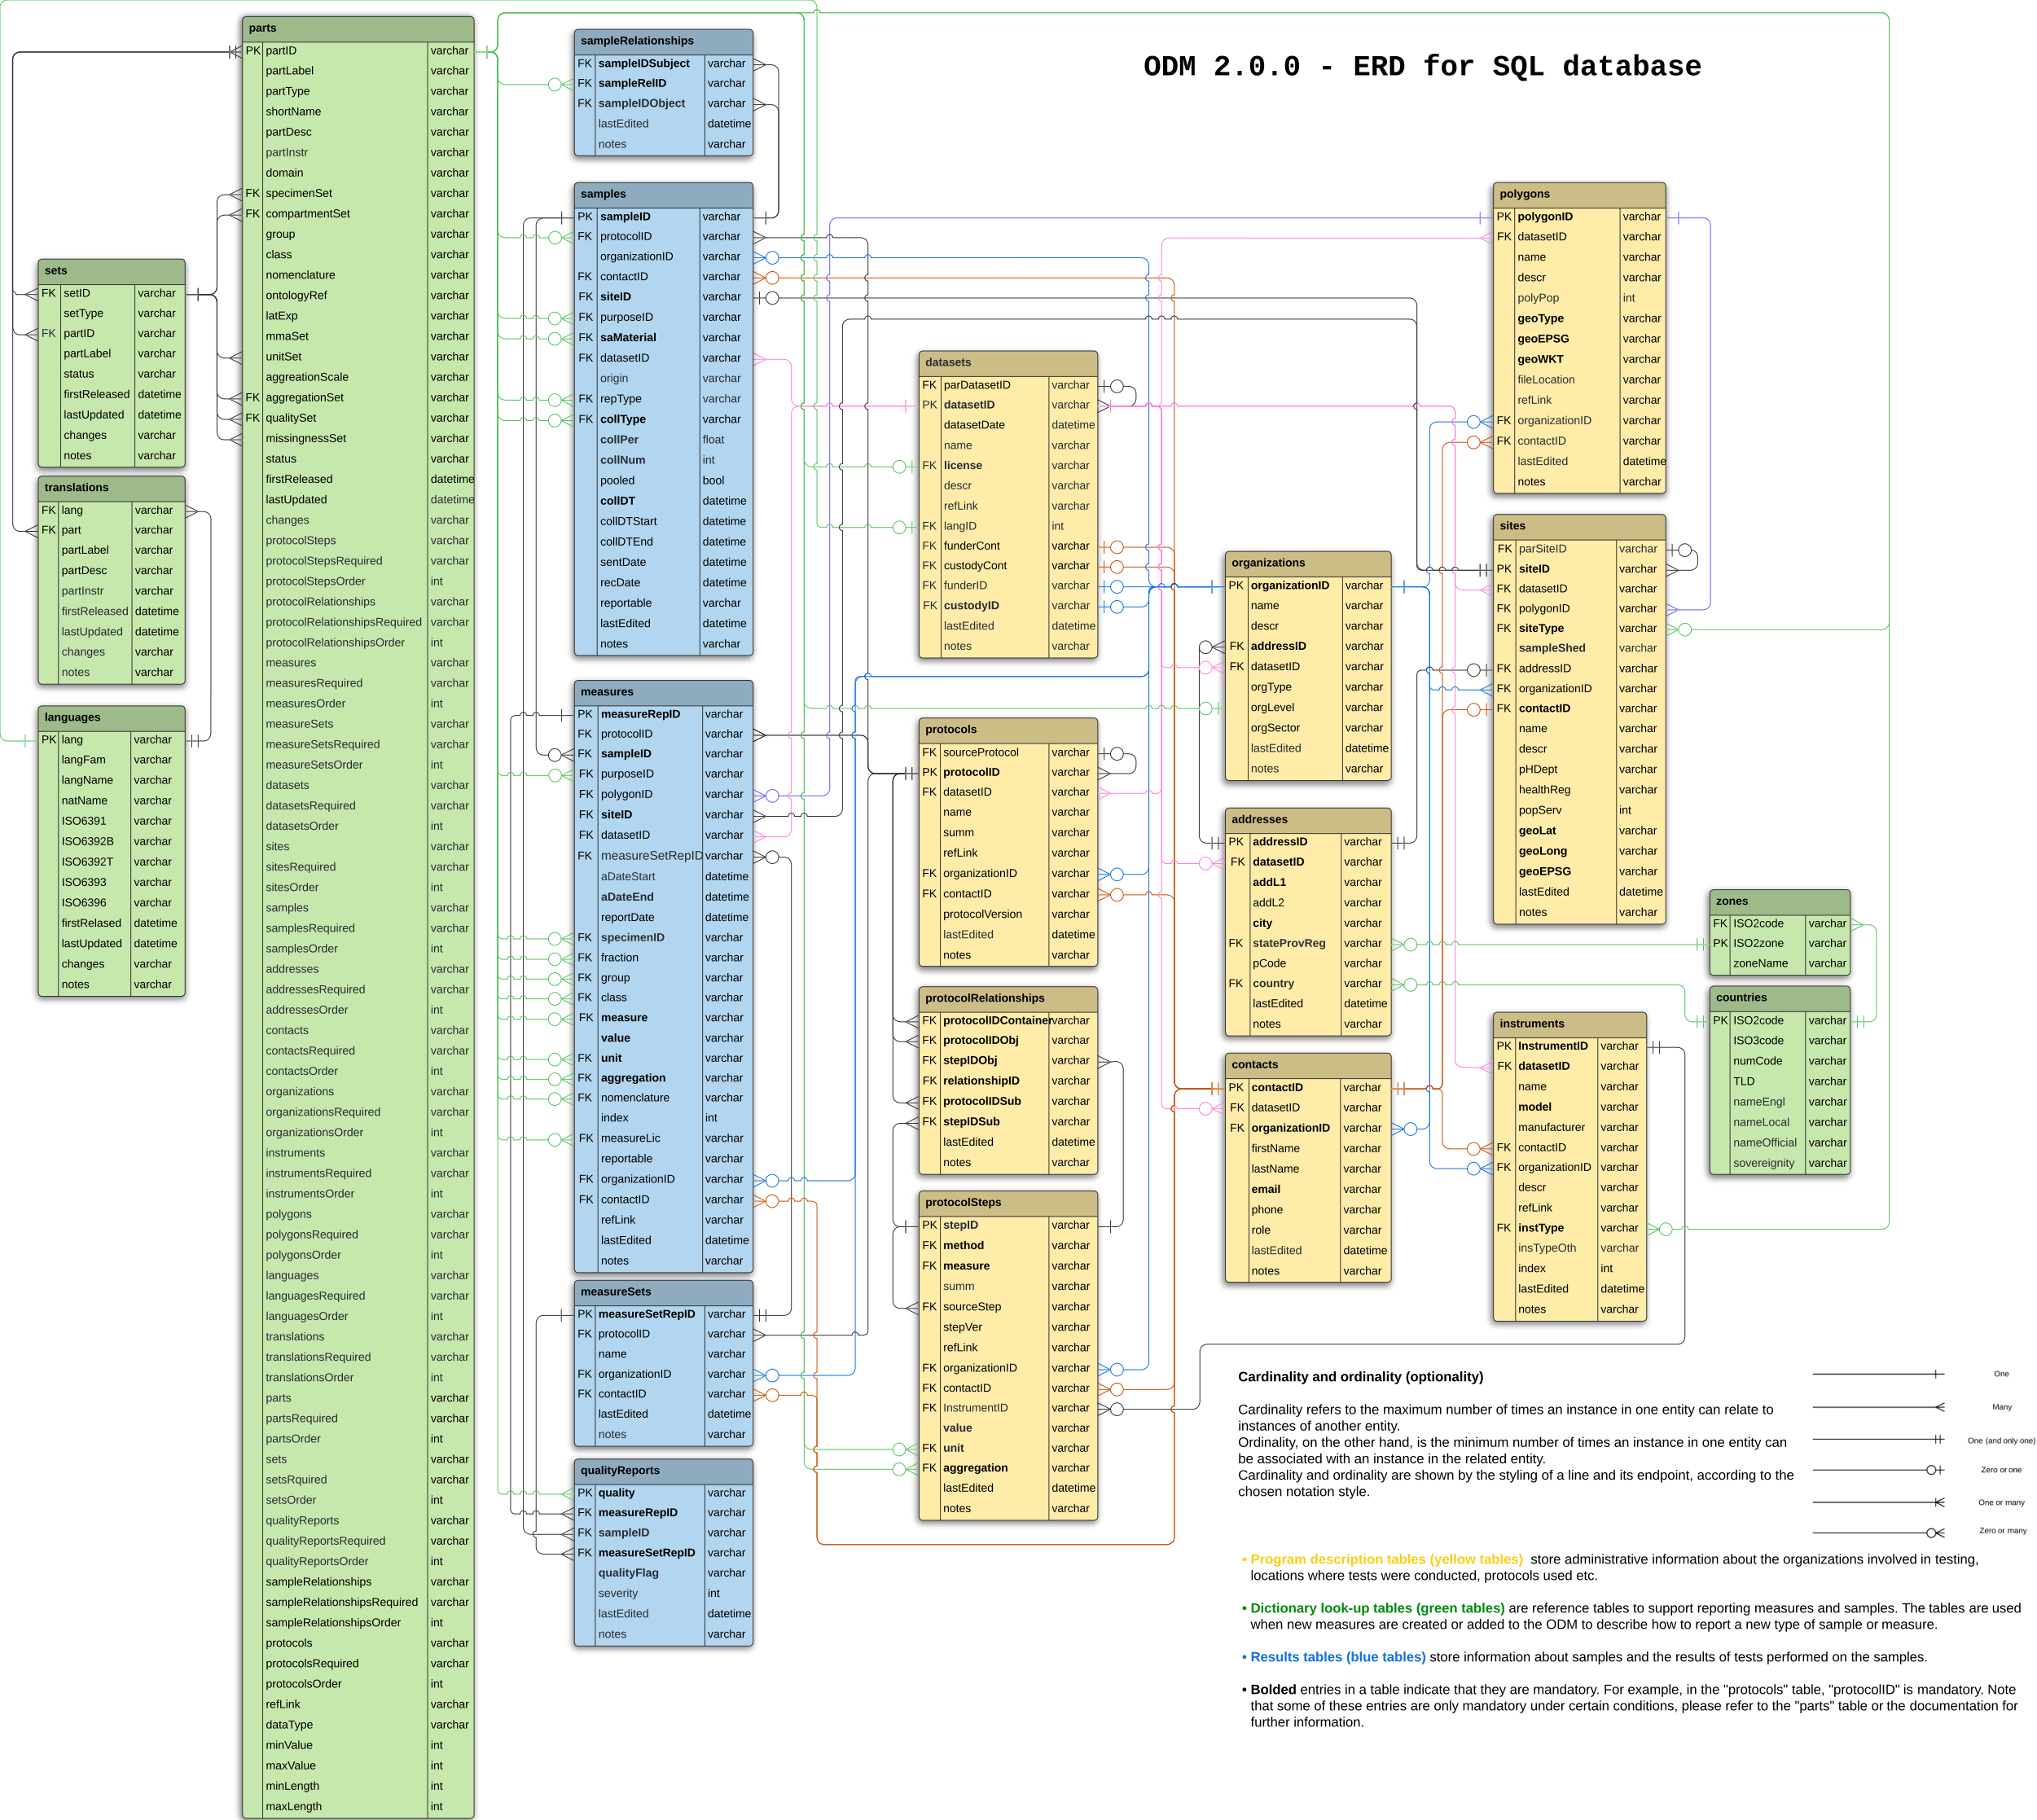 ODM 2.0.0 - ERD for SQL database
parts
PK partID varchar
partLabel varchar
partType varchar
shortName varchar
partDesc varchar
partInstr varchar
domain varchar
FK specimenSet varchar
FK compartmentSet varchar
group varchar
class varchar
nomenclature varchar
ontologyRef varchar
latExp varchar
mmaSet varchar
unitSet varchar
aggreationScale varchar
FK aggregationSet varchar
FK qualitySet varchar
missingnessSet varchar
status varchar
firstReleased datetime
lastUpdated datetime
changes varchar
protocolSteps varchar
protocolStepsRequired varchar
protocolStepsOrder int
protocolRelationships varchar
protocolRelationshipsRequired varchar
protocolRelationshipsOrder int
measures varchar
measuresRequired varchar
measuresOrder int
measureSets varchar
measureSetsRequired varchar
measureSetsOrder int
datasets varchar
datasetsRequired varchar
datasetsOrder int
sites varchar
sitesRequired varchar
sitesOrder int
samples varchar
samplesRequired varchar
samplesOrder int
addresses varchar
addressesRequired varchar
addressesOrder int
contacts varchar
contactsRequired varchar
contactsOrder int
organizations varchar
organizationsRequired varchar
organizationsOrder int
instruments varchar
instrumentsRequired varchar
instrumentsOrder int
polygons varchar
polygonsRequired varchar
polygonsOrder int
languages varchar
languagesRequired varchar
languagesOrder int
translations varchar
translationsRequired varchar
translationsOrder int
parts varchar
partsRequired varchar
partsOrder int
sets varchar
setsRquired varchar
setsOrder int
qualityReports varchar
qualityReportsRequired varchar
qualityReportsOrder int
sampleRelationships varchar
sampleRelationshipsRequired varchar
sampleRelationshipsOrder int
protocols varchar
protocolsRequired varchar
protocolsOrder int
refLink varchar
dataType varchar
minValue int
maxValue int
minLength int
maxLength int
sets
FK setID varchar
setType varchar
FK partID varchar
partLabel varchar
status varchar
firstReleased datetime
lastUpdated datetime
changes varchar
notes varchar
translations
FK lang varchar
FK part varchar
partLabel varchar
partDesc varchar
partInstr varchar
firstReleased datetime
lastUpdated datetime
changes varchar
notes varchar
languages
PK lang varchar
langFam varchar
langName varchar
natName varchar
ISO6391 varchar
ISO6392B varchar
ISO6392T varchar
ISO6393 varchar
ISO6396 varchar
firstRelased datetime
lastUpdated datetime
changes varchar
notes varchar
sampleRelationships
FK sampleIDSubject varchar
FK sampleRelID varchar
FK sampleIDObject varchar
lastEdited datetime
notes varchar
samples
PK sampleID varchar
FK protocolID varchar
organizationID varchar
FK contactID varchar
FK siteID varchar
FK purposeID varchar
FK saMaterial varchar
FK datasetID varchar
origin varchar
FK repType varchar
FK collType varchar
collPer float
collNum int
pooled bool
collDT datetime
collDTStart datetime
collDTEnd datetime
sentDate datetime
recDate datetime
reportable varchar
lastEdited datetime
notes varchar
measures
PK measureRepID varchar
FK protocolID varchar
FK sampleID varchar
FK purposeID varchar
FK polygonID varchar
FK siteID varchar
FK datasetID varchar
FK measureSetRepID varchar
aDateStart datetime
aDateEnd datetime
reportDate datetime
FK specimenID varchar
FK fraction varchar
FK group varchar
FK class varchar
FK measure varchar
value varchar
FK unit varchar
FK aggregation varchar
FK nomenclature varchar
index int
FK measureLic varchar
reportable varchar
FK organizationID varchar
FK contactID varchar
refLink varchar
lastEdited datetime
notes varchar
measureSets
PK measureSetRepID varchar
FK protocolID varchar
name varchar
FK organizationID varchar
FK contactID varchar
lastEdited datetime
notes varchar
qualityReports
PK quality varchar
FK measureRepID varchar
FK sampleID varchar
FK measureSetRepID varchar
qualityFlag varchar
severity int
lastEdited datetime
notes varchar
datasets
FK parDatasetID varchar
PK datasetID varchar
datasetDate datetime
name varchar
FK license varchar
descr varchar
refLink varchar
FK langID int
FK funderCont varchar
FK custodyCont varchar
FK funderID varchar
FK custodyID varchar
lastEdited datetime
notes varchar
protocols
FK sourceProtocol varchar
PK protocolID varchar
FK datasetID varchar
name varchar
summ varchar
refLink varchar
FK organizationID varchar
FK contactID varchar
protocolVersion varchar
lastEdited datetime
notes varchar
protocolRelationships
FK protocolIDContainer varchar
FK protocolIDObj varchar
FK stepIDObj varchar
FK relationshipID varchar
FK protocolIDSub varchar
FK stepIDSub varchar
lastEdited datetime
notes varchar
protocolSteps
PK stepID varchar
FK method varchar
FK measure varchar
summ varchar
FK sourceStep varchar
stepVer varchar
refLink varchar
FK organizationID varchar
FK contactID varchar
FK InstrumentID varchar
value varchar
FK unit varchar
FK aggregation varchar
lastEdited datetime
notes varchar
organizations
PK organizationID varchar
name varchar
descr varchar
FK addressID varchar
FK datasetID varchar
orgType varchar
orgLevel varchar
orgSector varchar
lastEdited datetime
notes varchar
addresses
PK addressID varchar
FK datasetID varchar
addL1 varchar
addL2 varchar
city varchar
FK stateProvReg varchar
pCode varchar
FK country varchar
lastEdited datetime
notes varchar
contacts
PK contactID varchar
FK datasetID varchar
FK organizationID varchar
firstName varchar
lastName varchar
email varchar
phone varchar
role varchar
lastEdited datetime
notes varchar
polygons
PK polygonID varchar
FK datasetID varchar
name varchar
descr varchar
polyPop int
geoType varchar
geoEPSG varchar
geoWKT varchar
fileLocation varchar
refLink varchar
FK organizationID varchar
FK contactID varchar
lastEdited datetime
notes varchar
sites
FK parSiteID varchar
PK siteID varchar
FK datasetID varchar
FK polygonID varchar
FK siteType varchar
sampleShed varchar
FK addressID varchar
FK organizationID varchar
FK contactID varchar
name varchar
descr varchar
pHDept varchar
healthReg varchar
popServ int
geoLat varchar
geoLong varchar
geoEPSG varchar
lastEdited datetime
notes varchar
instruments
PK InstrumentID varchar
FK datasetID varchar
name varchar
model varchar
manufacturer varchar
FK contactID varchar
FK organizationID varchar
descr varchar
refLink varchar
FK instType varchar
insTypeOth varchar
index int
lastEdited datetime
notes varchar
zones
FK ISO2code varchar
PK ISO2zone varchar
zoneName varchar
countries
PK ISO2code varchar
ISO3code varchar
numCode varchar
TLD varchar
nameEngl varchar
nameLocal varchar
nameOfficial varchar
sovereignity varchar
Cardinality and ordinality (optionality)
Cardinality refers to the maximum number of times an instance in one entity can relate to
instances of another entity.
Ordinality, on the other hand, is the minimum number of times an instance in one entity can
be associated with an instance in the related entity.
Cardinality and ordinality are shown by the styling of a line and its endpoint, according to the
chosen notation style.
One
Many
One (and only one)
Zero or one
One or many
Zero or many
• Program description tables (yellow tables) store administrative information about the organizations involved in testing,
locations where tests were conducted, protocols used etc.
• Dictionary look-up tables (green tables) are reference tables to support reporting measures and samples. The tables are used
when new measures are created or added to the ODM to describe how to report a new type of sample or measure.
• Results tables (blue tables) store information about samples and the results of tests performed on the samples.
• Bolded entries in a table indicate that they are mandatory. For example, in the "protocols" table, "protocolID" is mandatory. Note
that some of these entries are only mandatory under certain conditions, please refer to the "parts" table or the documentation for
further information.